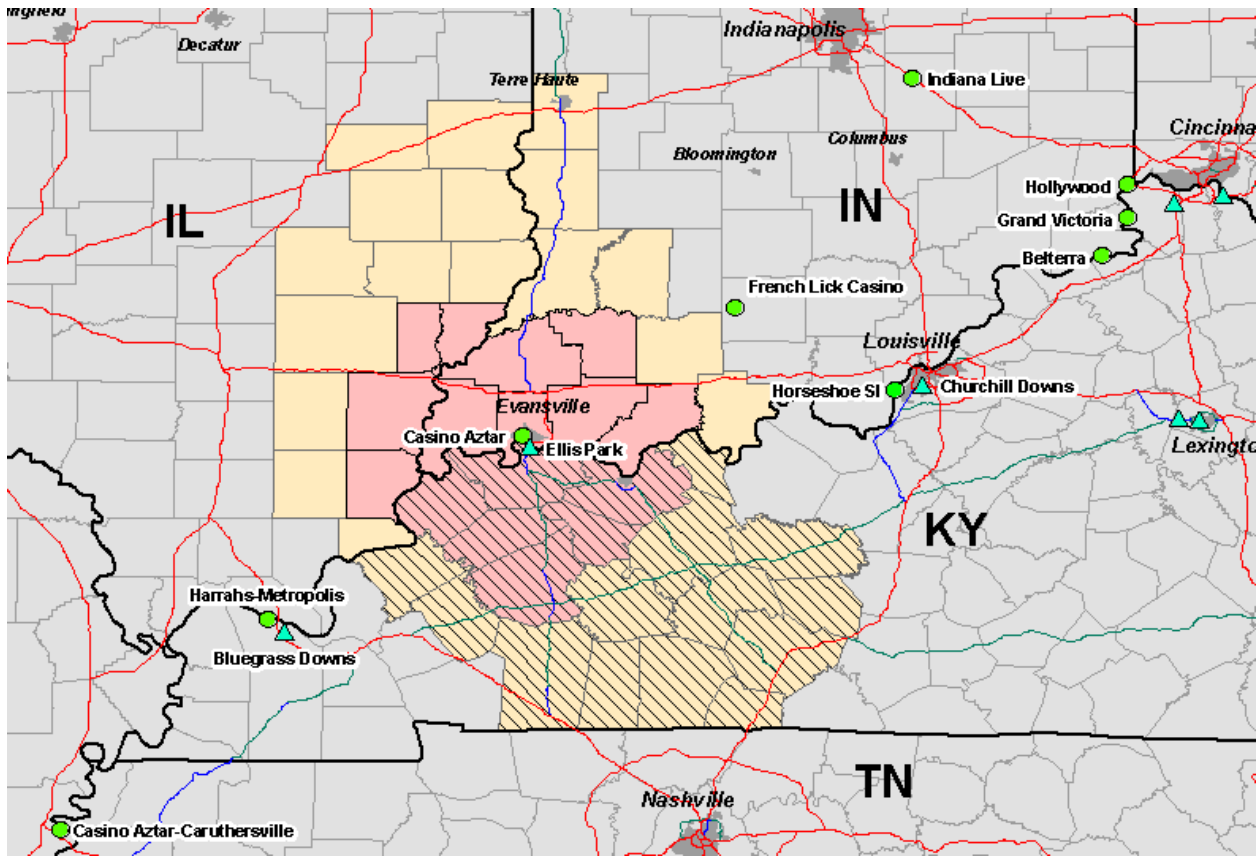 ringfield
Decatur
Indianapolis
Terre Haute
Indiana Live
Columbus
Cincinna
Bloomington
Hollywood
IL
IN
Grand Victoria
Belterra
French Lick Casino
Louisville
Horseshoe SI
Churchill Downs
Evansville
Casino Aztar
Ellis Park
Lexingto
KY
Harrahs-Metropolis
Bluegrass Downs
TN
Nashville
Casino Aztar-Caruthersville